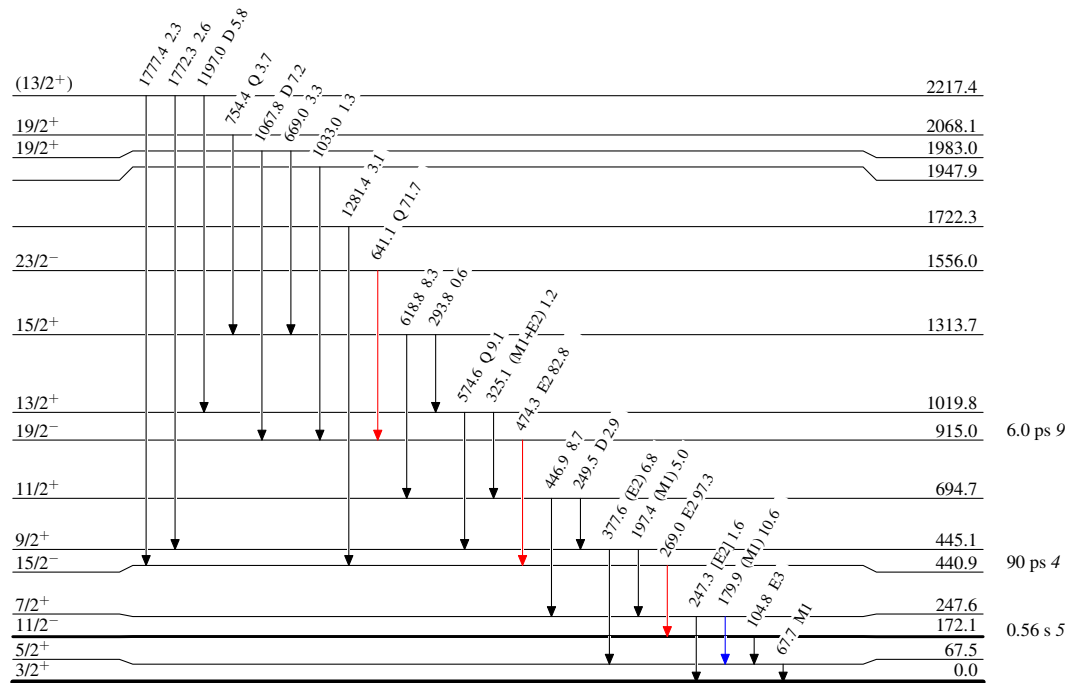 1777.4 2.3
1772.3 2.6
1197.0 D 5.8
(13/2⁺) 2217.4
754.4 Q 3.7
1067.8 D 7.2
669.0 3.3
1033.0 1.3
19/2⁺ 2068.1
19/2⁺ 1983.0
1947.9
1281.4 3.1
1722.3
641.1 Q 71.7
23/2⁻ 1556.0
618.8 8.3
293.8 0.6
15/2⁺ 1313.7
574.6 Q 9.1
325.1 (M1+E2) 1.2
474.3 E2 82.8
13/2⁺ 1019.8
19/2⁻ 915.0 6.0 ps 9
446.9 8.7
249.5 D 2.9
11/2⁺ 694.7
377.6 (E2) 6.8
197.4 (M1) 5.0
269.0 E2 97.3
9/2⁺ 445.1
15/2⁻ 440.9 90 ps 4
247.3 [E2] 1.6
179.9 (M1) 10.6
104.8 E3
67.7 M1
7/2⁺ 247.6
11/2⁻ 172.1 0.56 s 5
5/2⁺ 67.5
3/2⁺ 0.0